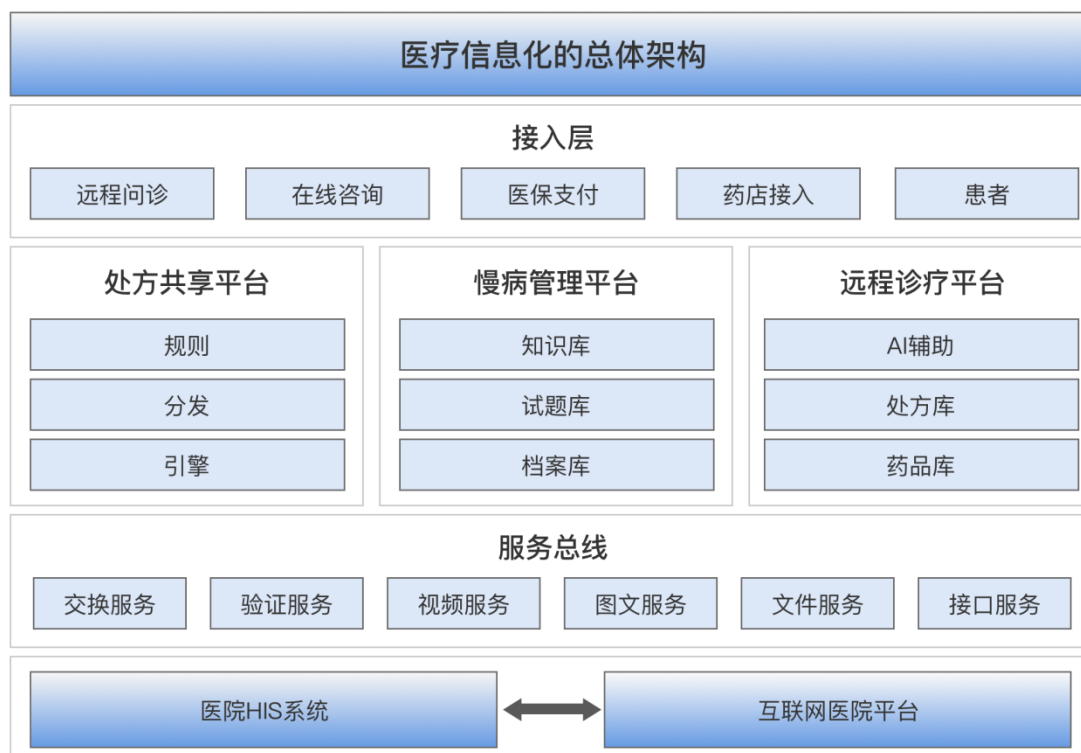 医疗信息化的总体架构
接入层
远程问诊 在线咨询 医保支付 药店接入 患者
处方共享平台
规则
分发
引擎
慢病管理平台
知识库
试题库
档案库
远程诊疗平台
AI辅助
处方库
药品库
服务总线
交换服务 验证服务 视频服务 图文服务 文件服务 接口服务
医院HIS系统 互联网医院平台